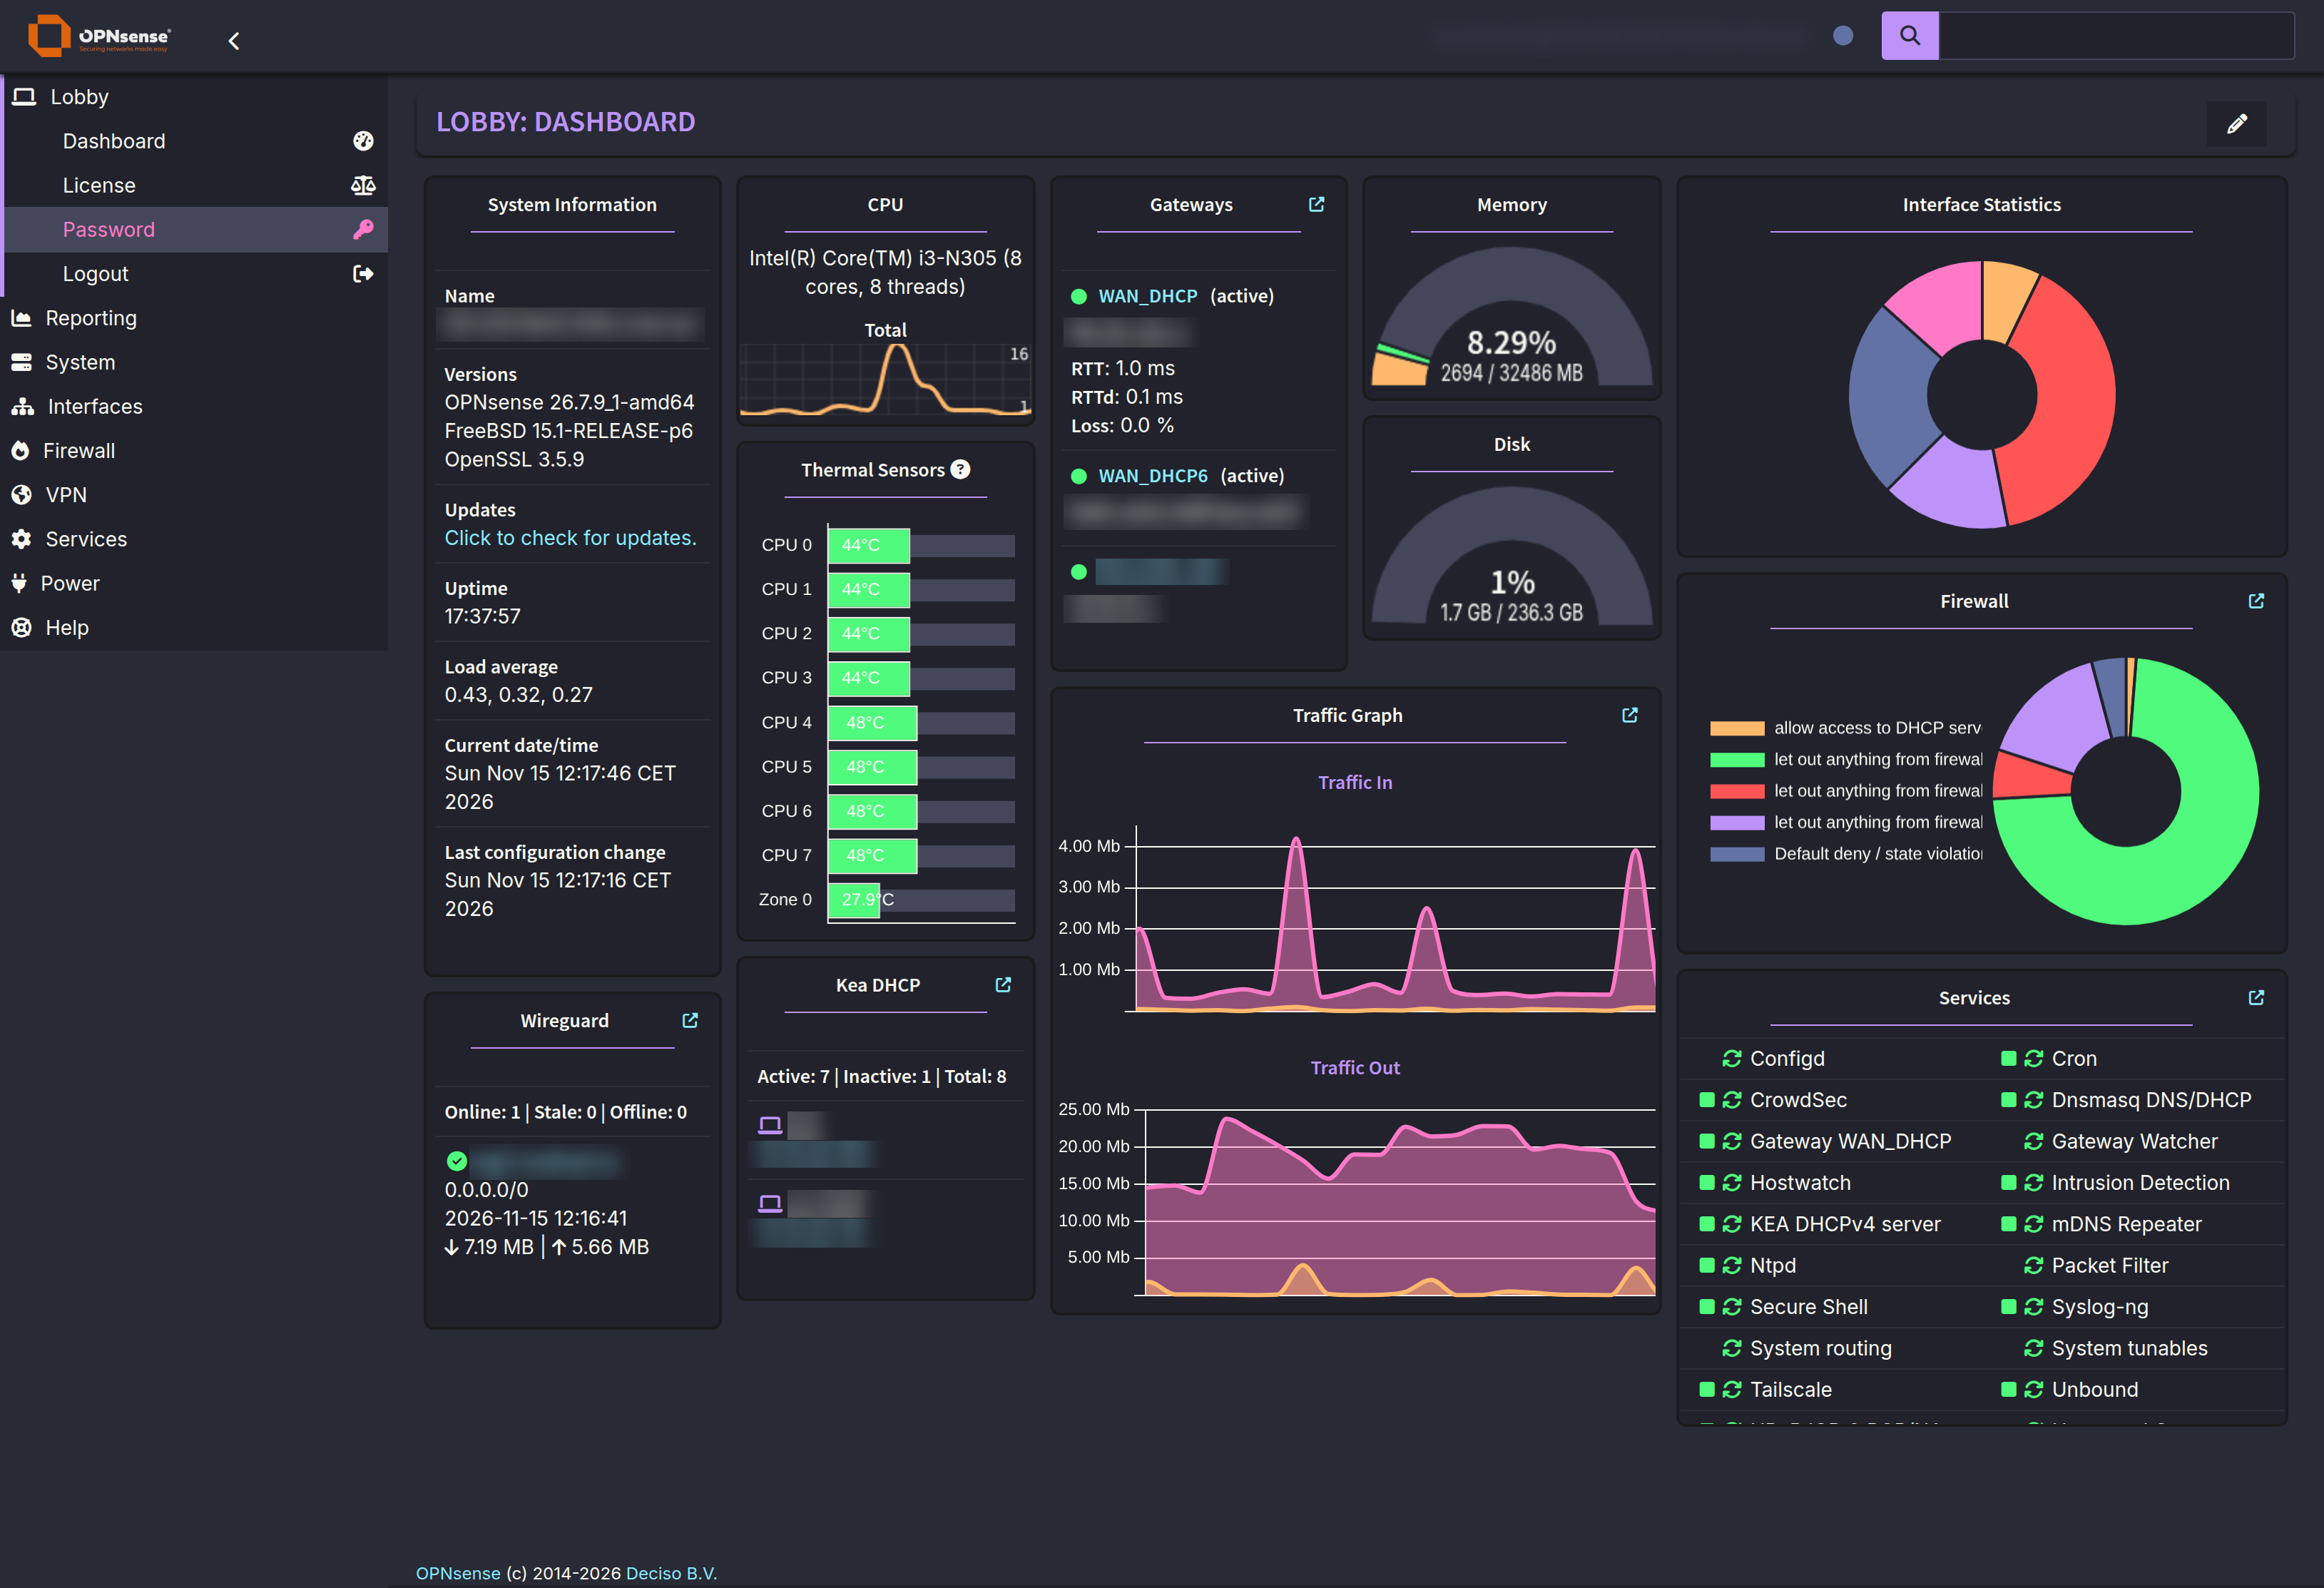 OPNsense®
Securing networks made easy
Lobby
Dashboard
License
Password
Logout
Reporting
System
Interfaces
Firewall
VPN
Services
Power
Help
LOBBY: DASHBOARD
System Information
Name
Versions
OPNsense 26.7.9_1-amd64
FreeBSD 15.1-RELEASE-p6
OpenSSL 3.5.9
Updates
Click to check for updates.
Uptime
17:37:57
Load average
0.43, 0.32, 0.27
Current date/time
Sun Nov 15 12:17:46 CET
2026
Last configuration change
Sun Nov 15 12:17:16 CET
2026
Wireguard
Online: 1 | Stale: 0 | Offline: 0
0.0.0.0/0
2026-11-15 12:16:41
7.19 MB | 5.66 MB
CPU
Intel(R) Core(TM) i3-N305 (8
cores, 8 threads)
Total
16
1
Thermal Sensors
CPU 0 44°C
CPU 1 44°C
CPU 2 44°C
CPU 3 44°C
CPU 4 48°C
CPU 5 48°C
CPU 6 48°C
CPU 7 48°C
Zone 0 27.9°C
Kea DHCP
Active: 7 | Inactive: 1 | Total: 8
Gateways
WAN_DHCP (active)
RTT: 1.0 ms
RTTd: 0.1 ms
Loss: 0.0 %
WAN_DHCP6 (active)
Memory
8.29%
2694 / 32486 MB
Disk
1%
1.7 GB / 236.3 GB
Traffic Graph
Traffic In
4.00 Mb
3.00 Mb
2.00 Mb
1.00 Mb
Traffic Out
25.00 Mb
20.00 Mb
15.00 Mb
10.00 Mb
5.00 Mb
Interface Statistics
Firewall
allow access to DHCP serv
let out anything from firewal
let out anything from firewal
let out anything from firewal
Default deny / state violation
Services
Configd Cron
CrowdSec Dnsmasq DNS/DHCP
Gateway WAN_DHCP Gateway Watcher
Hostwatch Intrusion Detection
KEA DHCPv4 server mDNS Repeater
Ntpd Packet Filter
Secure Shell Syslog-ng
System routing System tunables
Tailscale Unbound
OPNsense (c) 2014-2026 Deciso B.V.